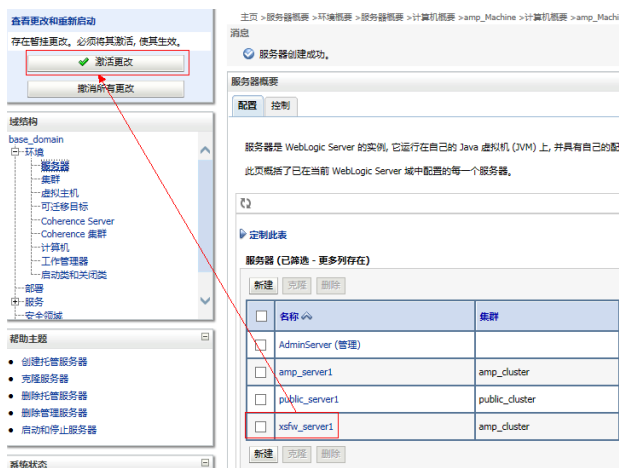 查看更改和重新启动
存在暂挂更改。必须将其激活, 使其生效。
激活更改
撤消所有更改
域结构
base_domain
环境
服务器
集群
虚拟主机
可迁移目标
Coherence Server
Coherence 集群
计算机
工作管理器
启动类和关闭类
部署
服务
安全领域
帮助主题
创建托管服务器
克隆服务器
删除托管服务器
删除管理服务器
启动和停止服务器
系统状态
主页 >服务器概要 >环境概要 >服务器概要 >计算机概要 >amp_Machine >计算机概要 >amp_Machi
消息
服务器创建成功。
服务器概要
配置 控制
服务器是 WebLogic Server 的实例, 它运行在自己的 Java 虚拟机 (JVM) 上, 并具有自己的配
此页概括了已在当前 WebLogic Server 域中配置的每一个服务器。
定制此表
服务器 (已筛选 - 更多列存在)
新建 克隆 删除
名称 集群
AdminServer (管理)
amp_server1 amp_cluster
public_server1 public_cluster
xsfw_server1 amp_cluster
新建 克隆 删除